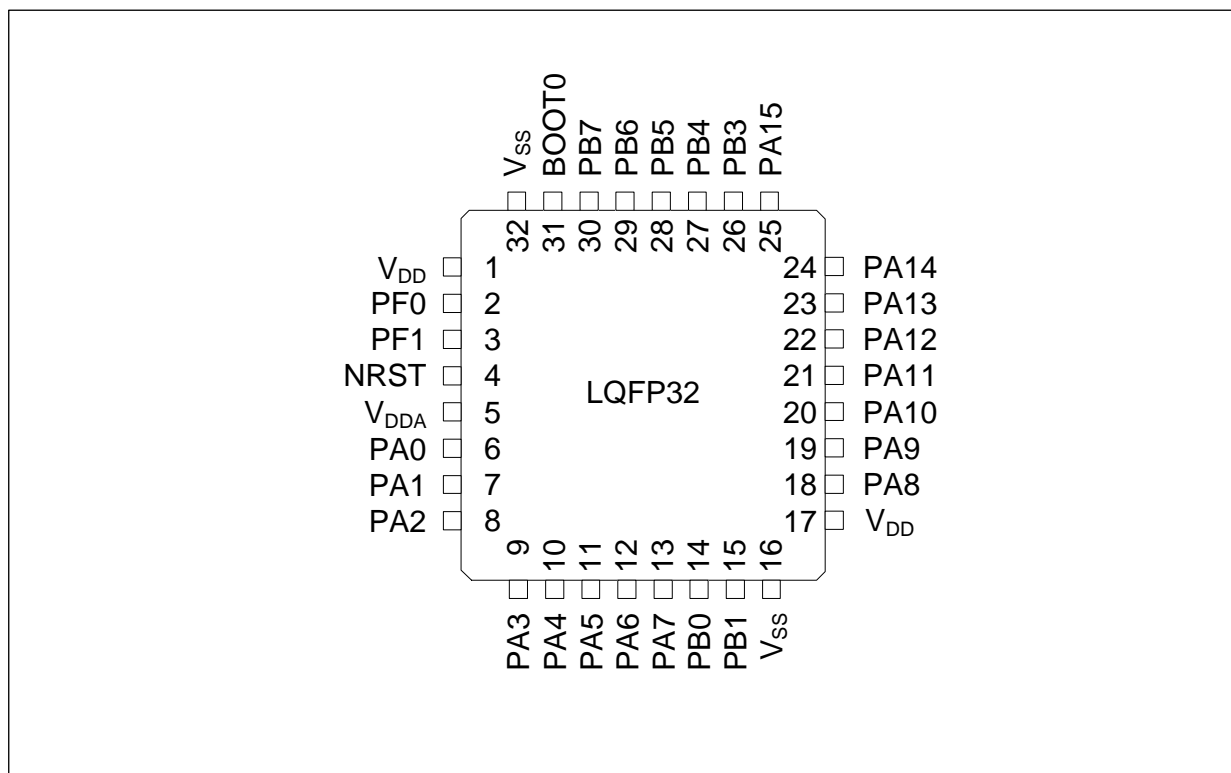 VSS BOOT0 PB7 PB6 PB5 PB4 PB3 PA15
32 31 30 29 28 27 26 25
VDD 1 24 PA14
PF0 2 23 PA13
PF1 3 22 PA12
NRST 4 LQFP32 21 PA11
VDDA 5 20 PA10
PA0 6 19 PA9
PA1 7 18 PA8
PA2 8 17 VDD
9 10 11 12 13 14 15 16
PA3 PA4 PA5 PA6 PA7 PB0 PB1 VSS